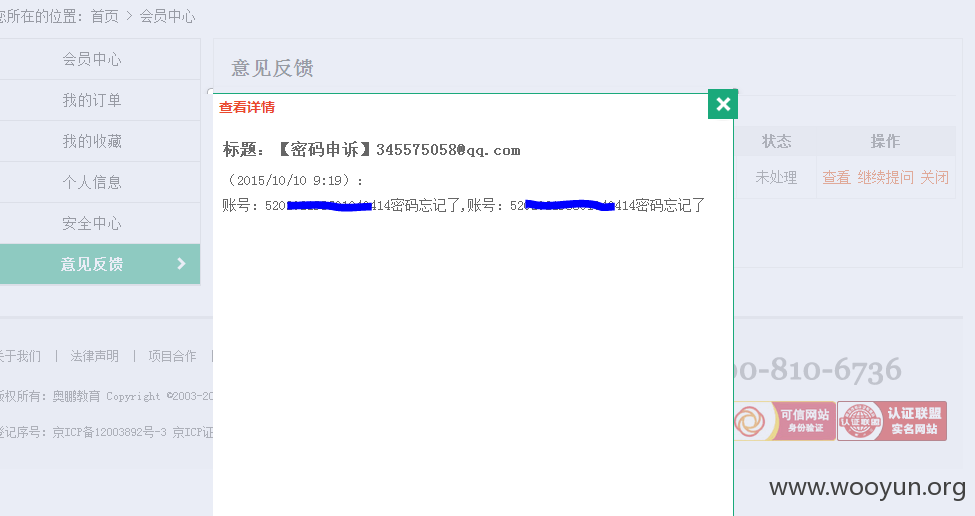 您所在的位置: 首页 > 会员中心
会员中心
我的订单
我的收藏
个人信息
安全中心
意见反馈
意见反馈
查看详情
标题：【密码申诉】345575058@qq.com
（2015/10/10 9:19）：
账号：520 414密码忘记了,账号：520 414密码忘记了
状态 操作
未处理 查看 继续提问 关闭
关于我们 | 法律声明 | 项目合作 |
版权所有: 奥鹏教育 Copyright ©2003-20
登记序号: 京ICP备12003892号-3 京ICP证
00-810-6736
可信网站
身份验证
认证联盟
认证联盟
实名网站
www.wooyun.org